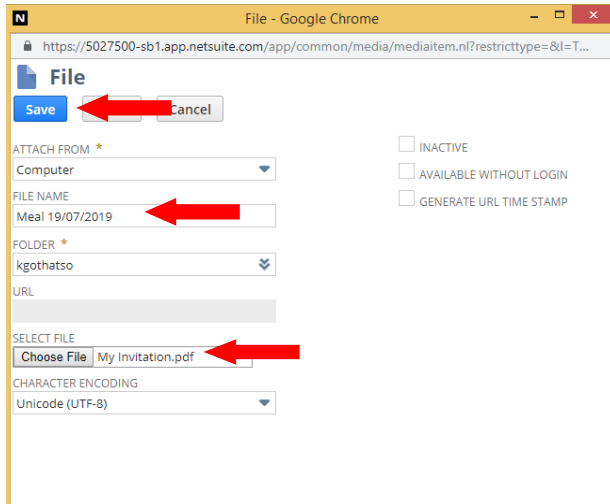 N File - Google Chrome
https://5027500-sb1.app.netsuite.com/app/common/media/mediaitem.nl?restricttype=&l=T...
File
Save Cancel
ATTACH FROM *
Computer
FILE NAME
Meal 19/07/2019
FOLDER *
kgothatso
URL
SELECT FILE
Choose File My Invitation.pdf
CHARACTER ENCODING
Unicode (UTF-8)
INACTIVE
AVAILABLE WITHOUT LOGIN
GENERATE URL TIME STAMP